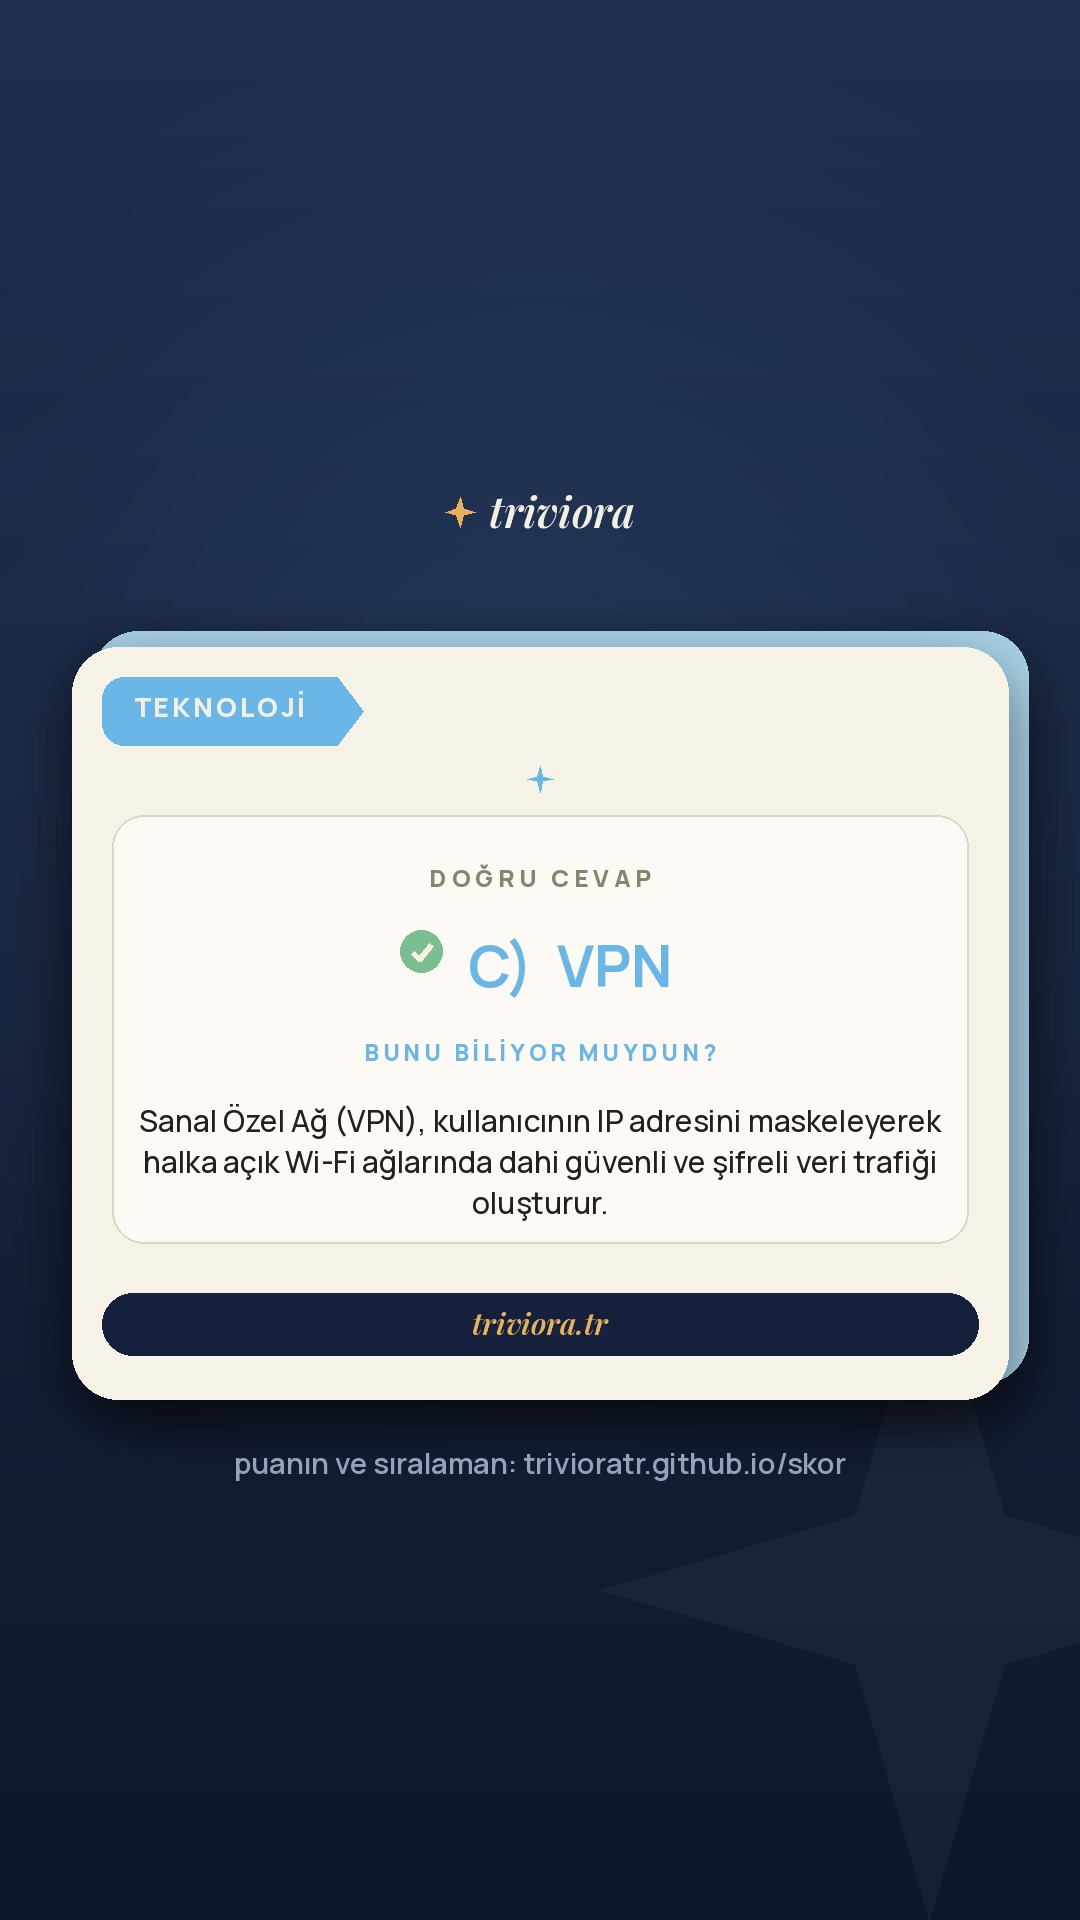 triviora
TEKNOLOJİ
DOĞRU CEVAP
C) VPN
BUNU BİLİYOR MUYDUN?
Sanal Özel Ağ (VPN), kullanıcının IP adresini maskeleyerek
halka açık Wi-Fi ağlarında dahi güvenli ve şifreli veri trafiği
oluşturur.
triviora.tr
puanın ve sıralaman: trivioratr.github.io/skor